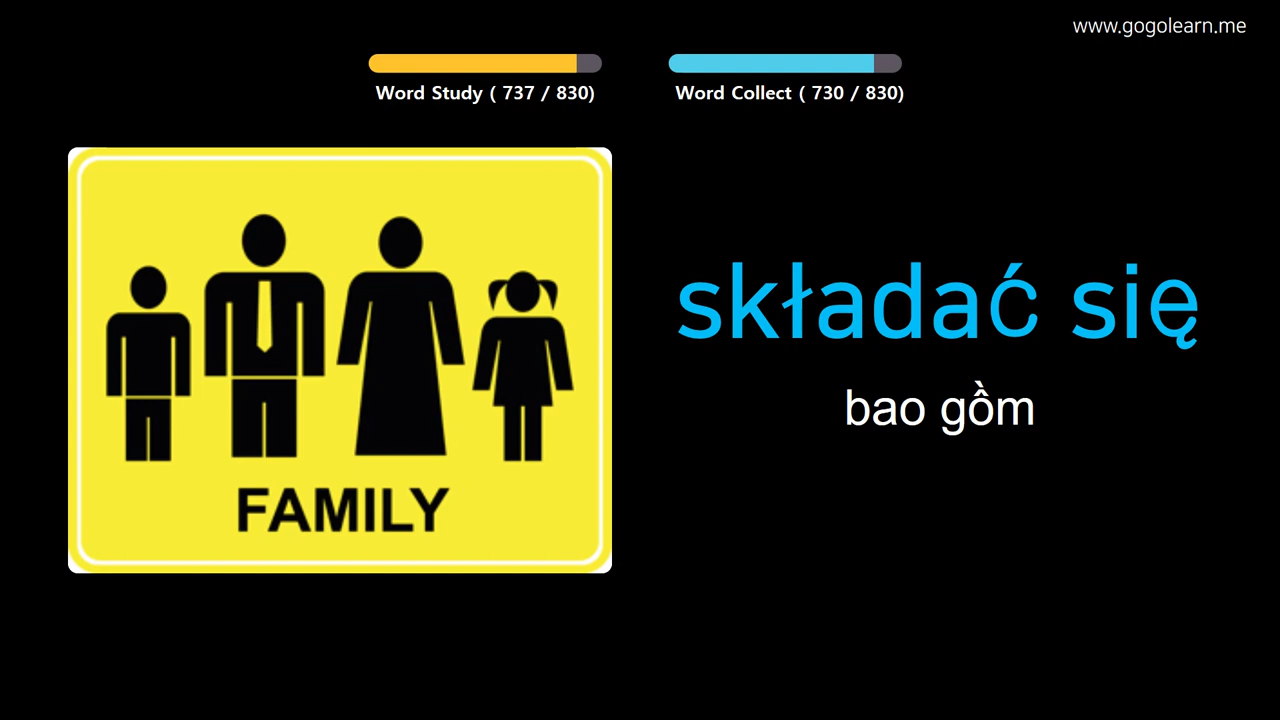 www.gogolearn.me
Word Study ( 737 / 830)
Word Collect ( 730 / 830)
FAMILY
składać się
bao gồm